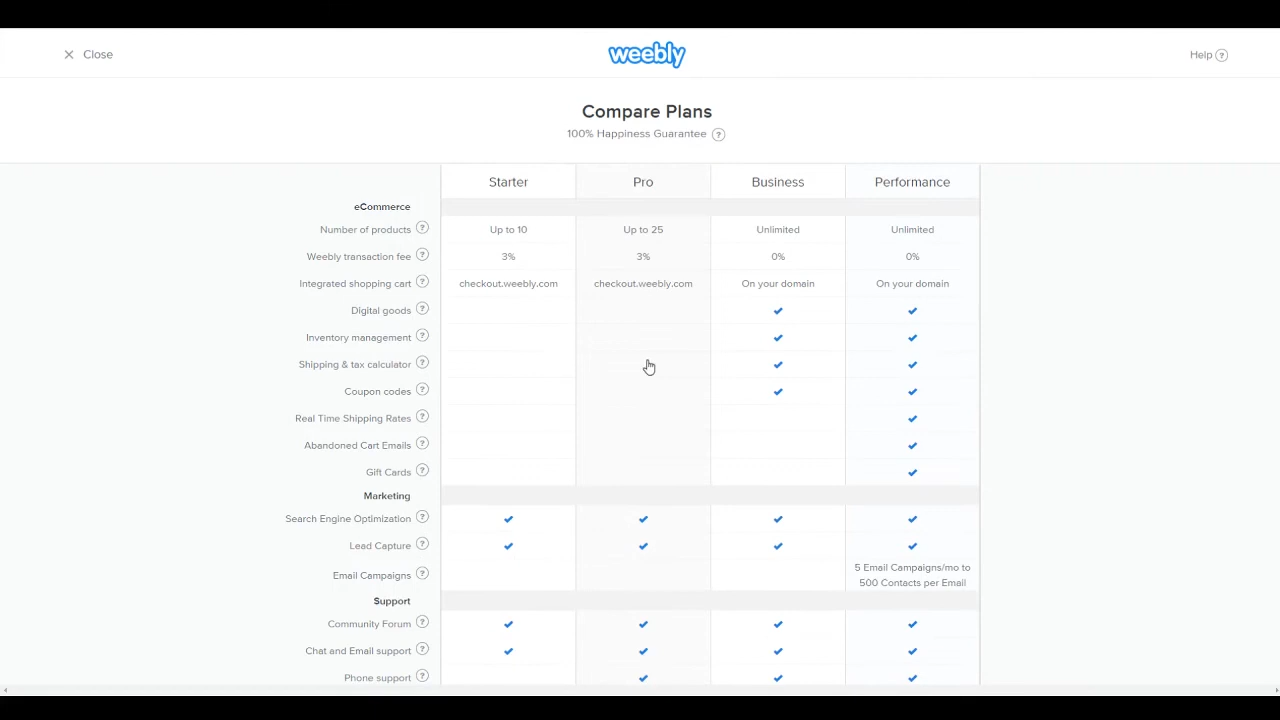 Close
weebly
Help ?
Compare Plans
100% Happiness Guarantee ?
Starter Pro Business Performance
eCommerce
Number of products ? Up to 10 Up to 25 Unlimited Unlimited
Weebly transaction fee ? 3% 3% 0% 0%
Integrated shopping cart ? checkout.weebly.com checkout.weebly.com On your domain On your domain
Digital goods ?
Inventory management ?
Shipping & tax calculator ?
Coupon codes ?
Real Time Shipping Rates ?
Abandoned Cart Emails ?
Gift Cards ?
Marketing
Search Engine Optimization ?
Lead Capture ?
Email Campaigns ? 5 Email Campaigns/mo to
500 Contacts per Email
Support
Community Forum ?
Chat and Email support ?
Phone support ?